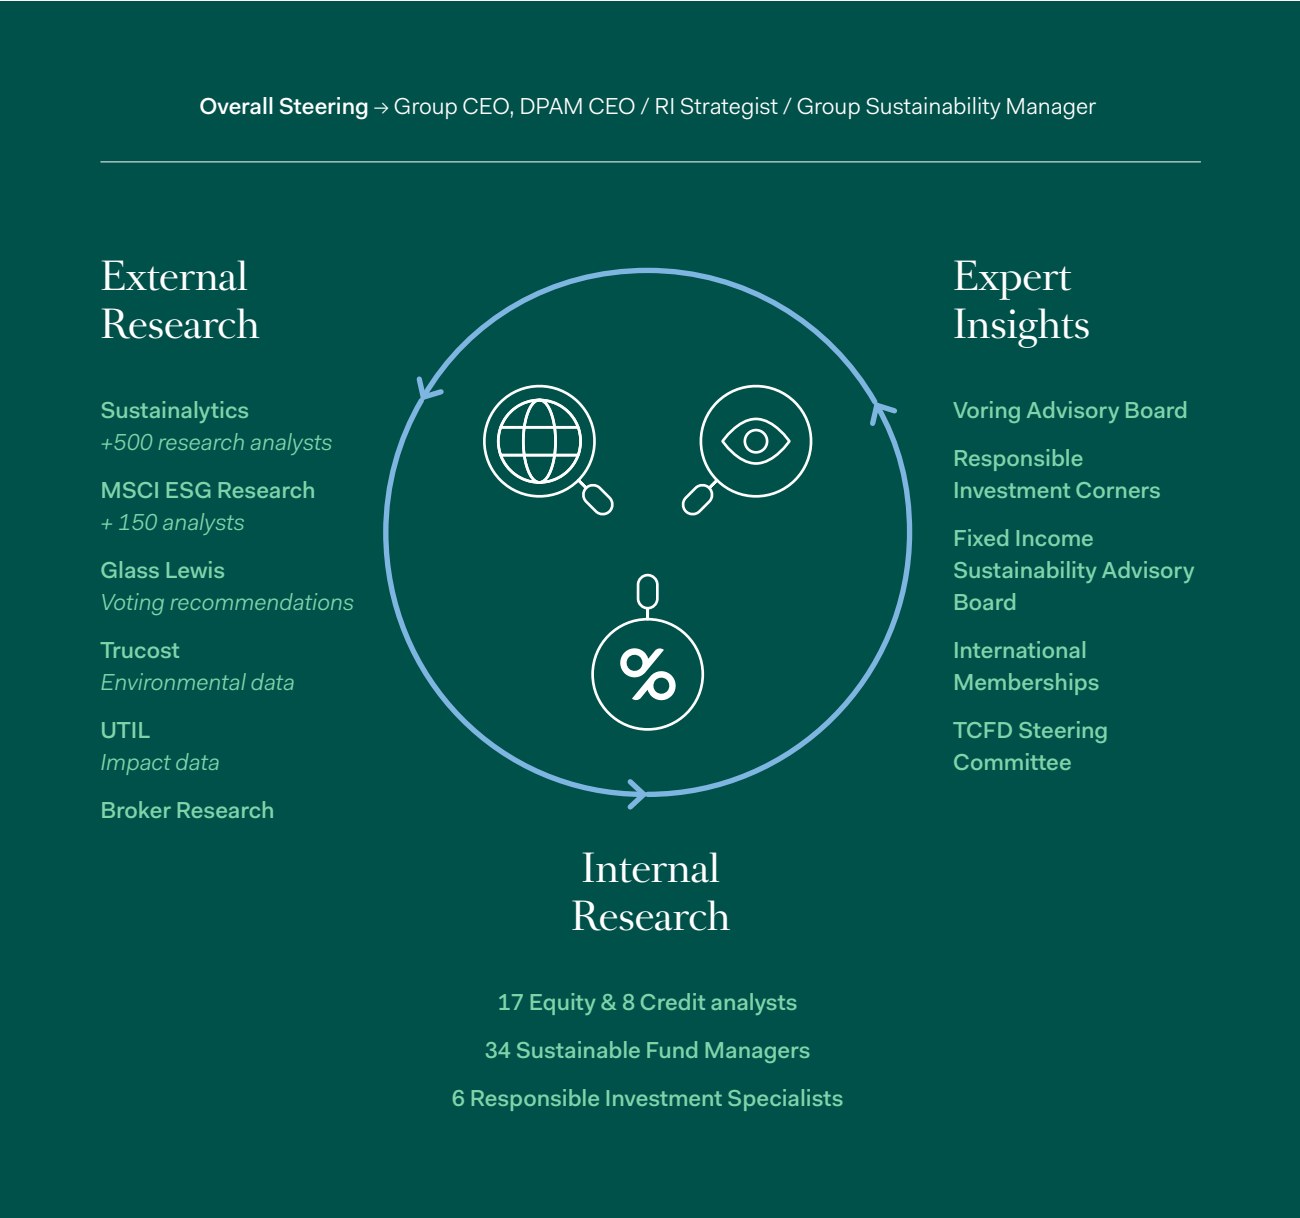 Overall Steering → Group CEO, DPAM CEO / RI Strategist / Group Sustainability Manager
External
Research
Sustainalytics
+500 research analysts
MSCI ESG Research
+ 150 analysts
Glass Lewis
Voting recommendations
Trucost
Environmental data
UTIL
Impact data
Broker Research
Expert
Insights
Voring Advisory Board
Responsible
Investment Corners
Fixed Income
Sustainability Advisory
Board
International
Memberships
TCFD Steering
Committee
%
Internal
Research
17 Equity & 8 Credit analysts
34 Sustainable Fund Managers
6 Responsible Investment Specialists